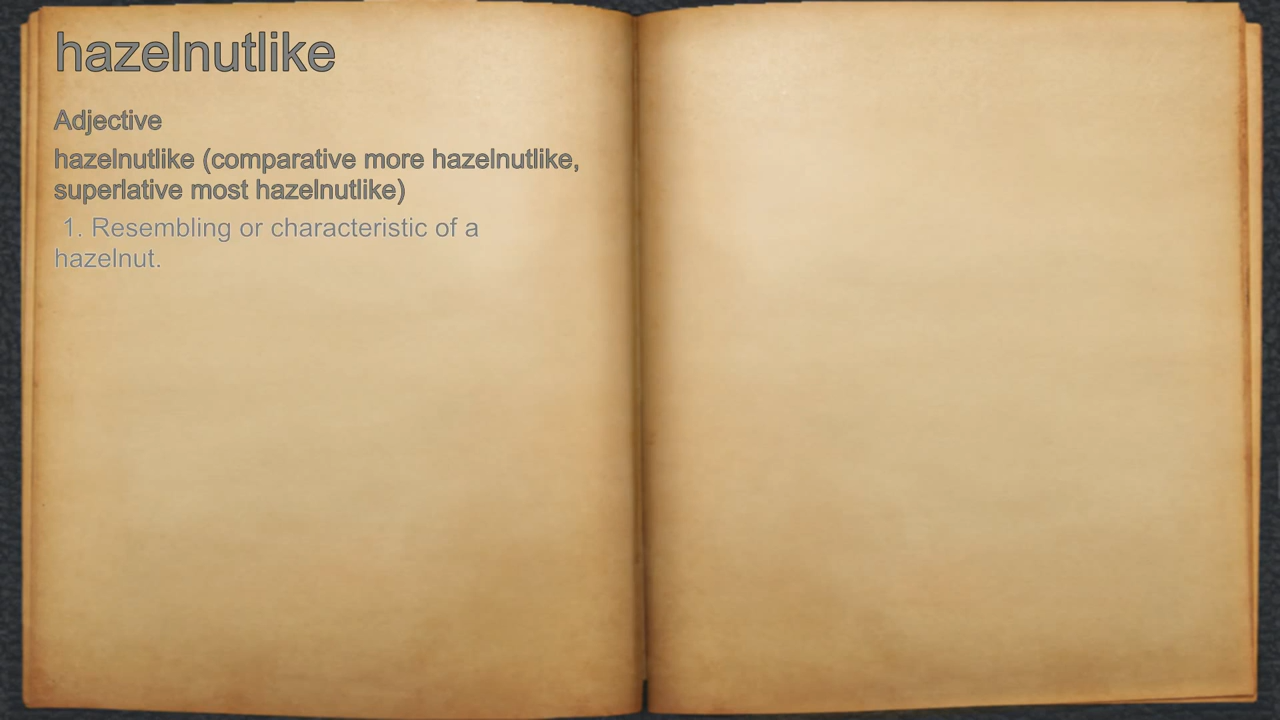 hazelnutlike
Adjective
hazelnutlike (comparative more hazelnutlike,
superlative most hazelnutlike)
1. Resembling or characteristic of a
hazelnut.